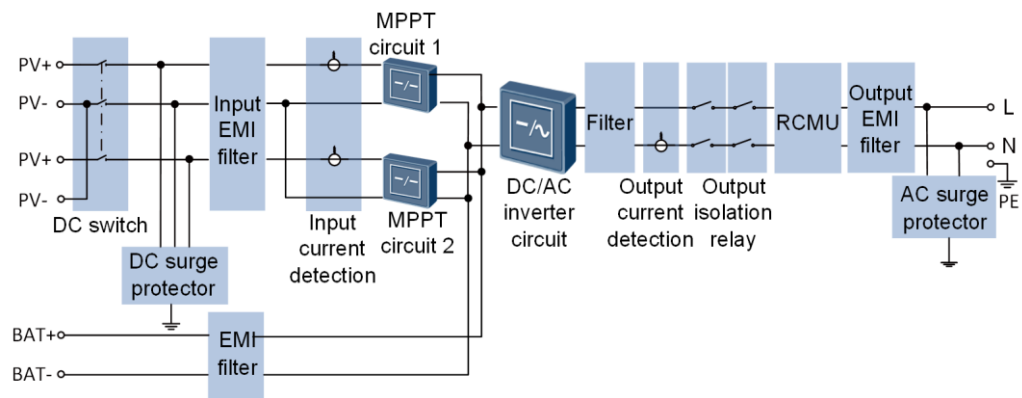 PV+
PV-
PV+
PV-
DC switch
DC surge
protector
Input
EMI
filter
Input
current
detection
MPPT
circuit 1
MPPT
circuit 2
DC/AC
inverter
circuit
Filter
Output
current
detection
Output
isolation
relay
RCMU
Output
EMI
filter
L
N
PE
AC surge
protector
BAT+
BAT-
EMI
filter